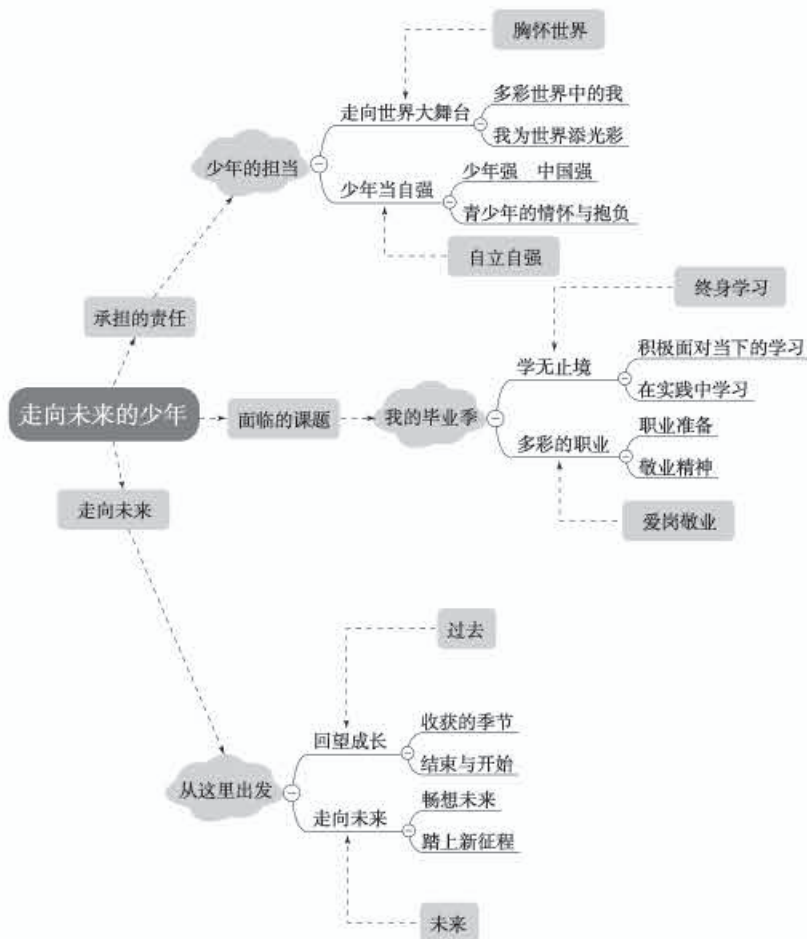 胸怀世界
走向世界大舞台
多彩世界中的我
我为世界添光彩
少年的担当
少年当自强
少年强 中国强
青少年的情怀与抱负
自立自强
承担的责任
终身学习
学无止境
积极面对当下的学习
在实践中学习
走向未来的少年
面临的课题
我的毕业季
多彩的职业
职业准备
敬业精神
爱岗敬业
走向未来
过去
回望成长
收获的季节
结束与开始
从这里出发
走向未来
畅想未来
踏上新征程
未来